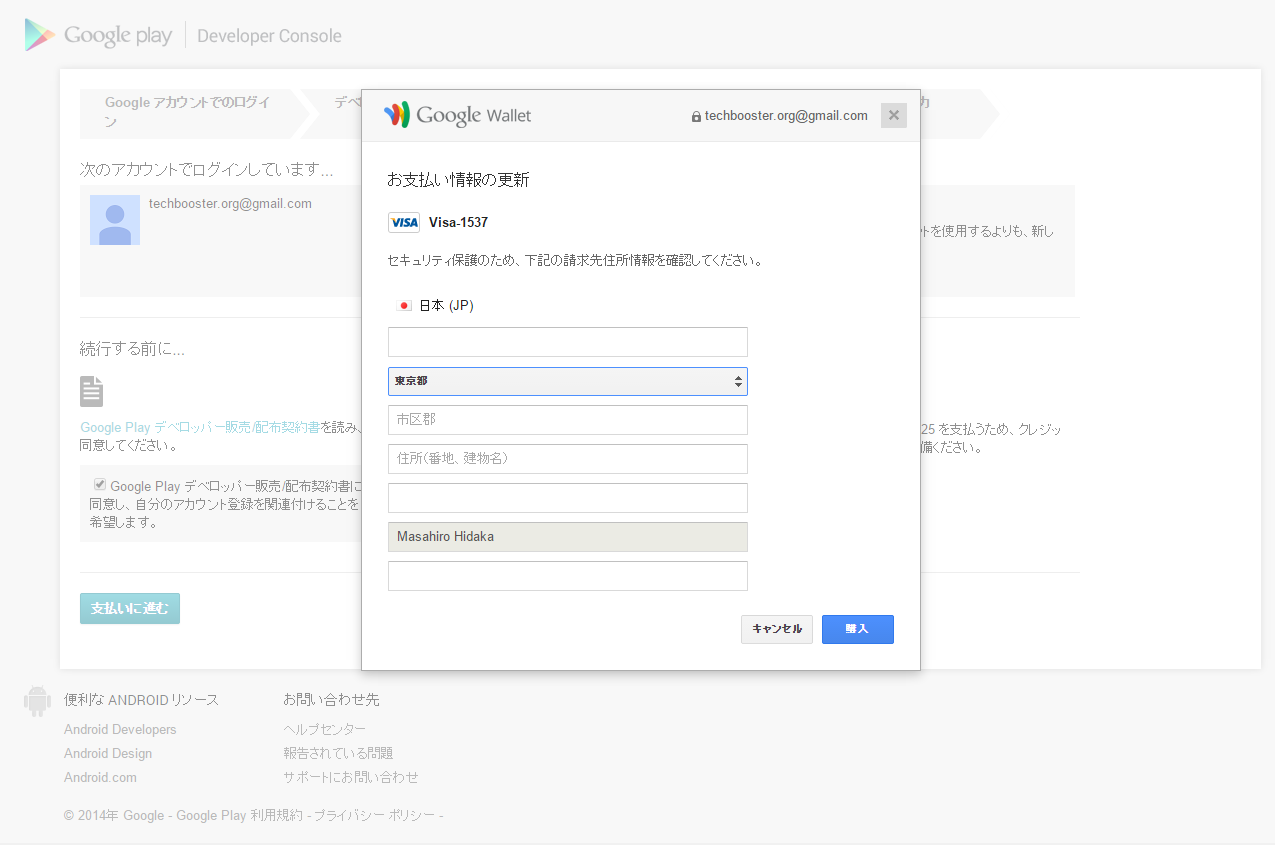 Google play Developer Console
Google アカウントでのログイ
ン
デベ
Google Wallet
techbooster.org@gmail.com
×
力
次のアカウントでログインしています...
techbooster.org@gmail.com
トを使用するよりも、新し
お支払い情報の更新
VISA Visa-1537
セキュリティ保護のため、下記の請求先住所情報を確認してください。
日本 (JP)
東京都
市区郡
住所(番地、建物名)
Masahiro Hidaka
キャンセル
購入
続行する前に...
Google Play デベロッパー販売/配布契約書を読み、
同意してください。
25 を支払うため、クレジッ
備ください。
Google Play デベロッパー販売/配布契約書に
同意し、自分のアカウント登録を関連付けることを
希望します。
支払いに進む
便利な ANDROID リソース
Android Developers
Android Design
Android.com
お問い合わせ先
ヘルプセンター
報告されている問題
サポートにお問い合わせ
© 2014年 Google - Google Play 利用規約 - プライバシー ポリシー -